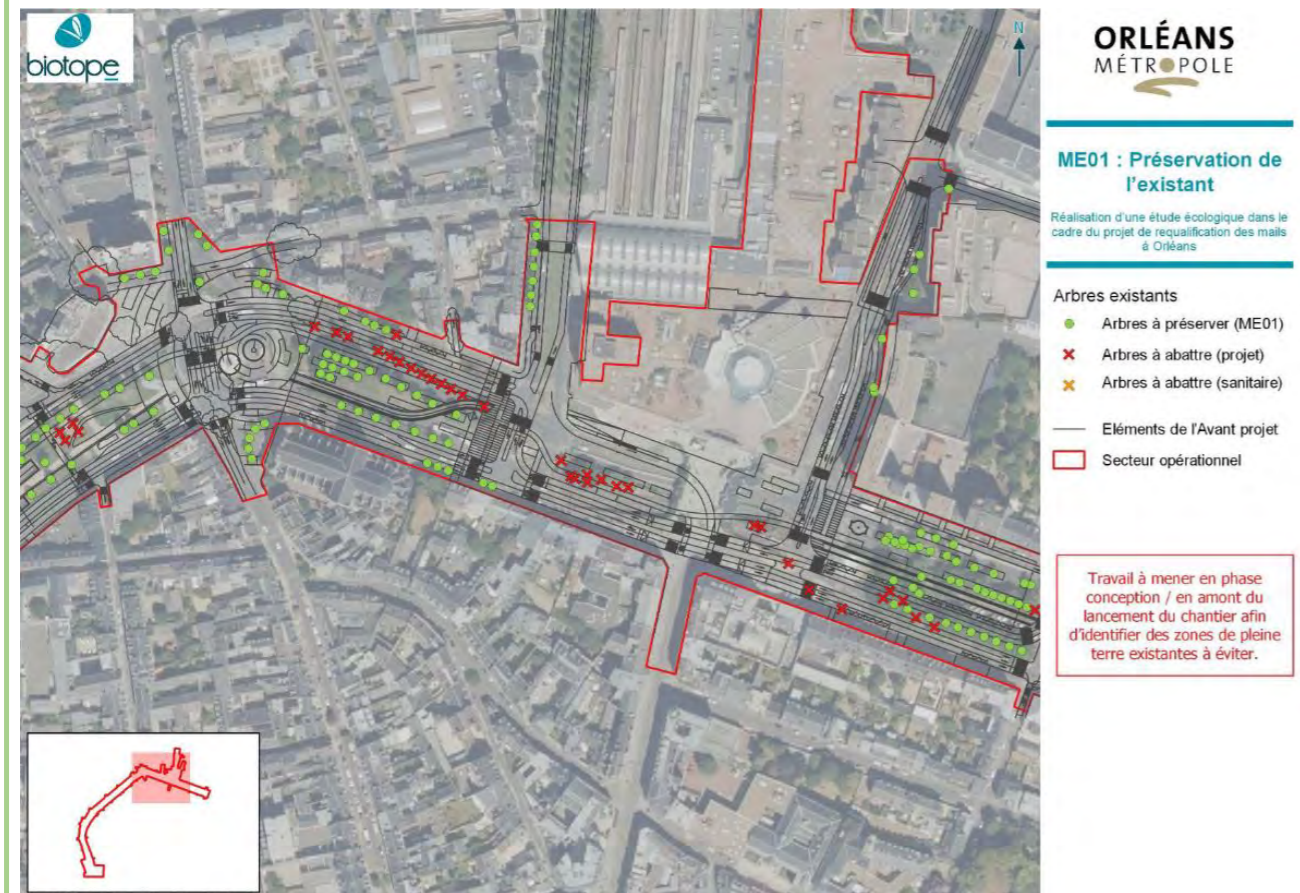 biotope
N
ORLÉANS
MÉTROPOLE
ME01 : Préservation de
l'existant
Réalisation d'une étude écologique dans le
cadre du projet de requalification des mails
à Orléans
Arbres existants
Arbres à préserver (ME01)
Arbres à abattre (projet)
Arbres à abattre (sanitaire)
Eléments de l'Avant projet
Secteur opérationnel
Travail à mener en phase
conception / en amont du
lancement du chantier afin
d'identifier des zones de pleine
terre existantes à éviter.